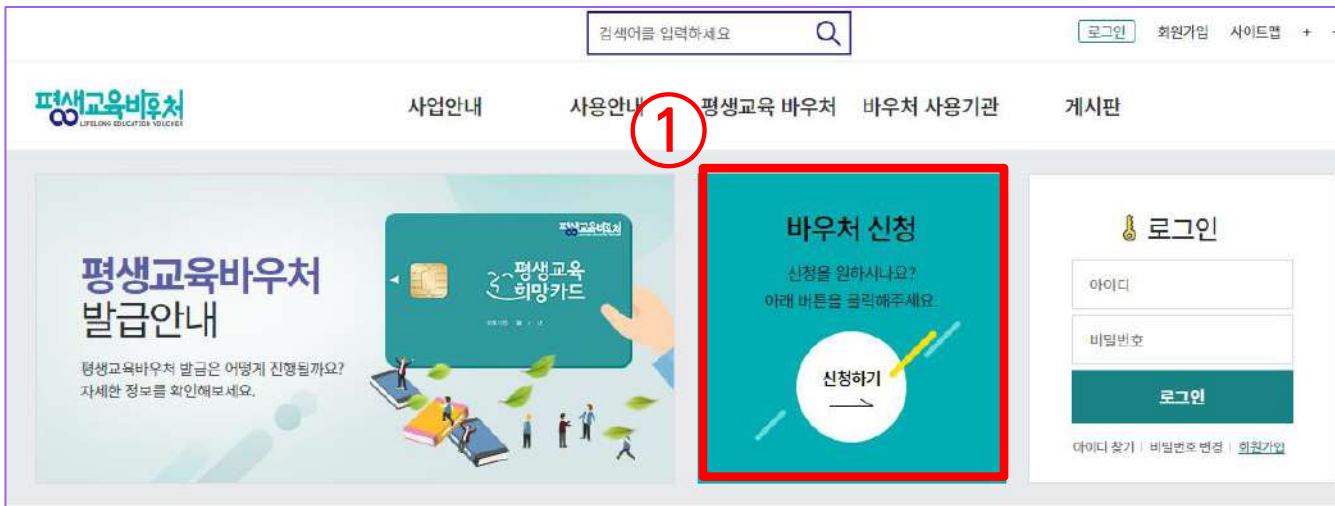 검색어를 입력하세요
로그인 회원가입 사이트맵 + -
평생교육바우처
LIFELONG EDUCATION VOUCHER
사업안내 사용안내 평생교육 바우처 바우처 사용기관 게시판
①
평생교육바우처
발급안내
평생교육바우처 발급은 어떻게 진행될까요?
자세한 정보를 확인해보세요.
평생교육바우처
평생교육
희망카드
바우처 신청
신청을 원하시나요?
아래 버튼을 클릭해주세요.
신청하기
로그인
아이디
비밀번호
로그인
아이디 찾기 | 비밀번호 변경 | 회원가입